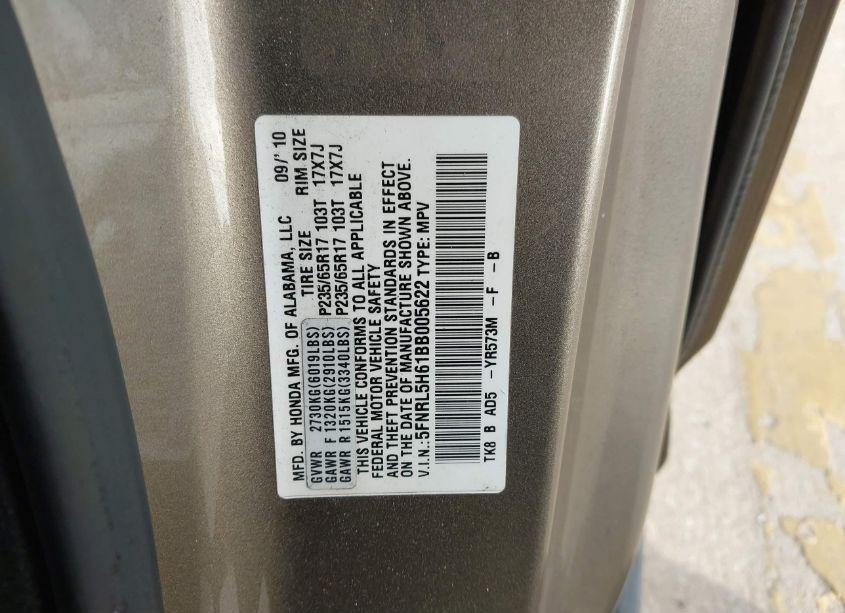 MFD. BY HONDA MFG. OF ALABAMA, LLC 09/' 10
TIRE SIZE RIM SIZE
GVWR 2730KG(6019LBS)
GAWR F 1320KG(2910LBS) P235/65R17 103T 17X7J
GAWR R 1515KG(3340LBS) P235/65R17 103T 17X7J
THIS VEHICLE CONFORMS TO ALL APPLICABLE
FEDERAL MOTOR VEHICLE SAFETY
AND THEFT PREVENTION STANDARDS IN EFFECT
ON THE DATE OF MANUFACTURE SHOWN ABOVE.
V.I.N.:5FNRL5H61BB005622 TYPE: MPV
TK8 B AD5 -YR573M -F -B